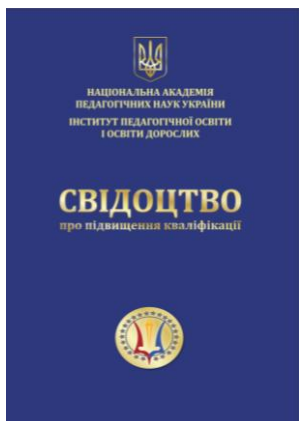 НАЦІОНАЛЬНА АКАДЕМІЯ
ПЕДАГОГІЧНИХ НАУК УКРАЇНИ
ІНСТИТУТ ПЕДАГОГІЧНОЇ ОСВІТИ
І ОСВІТИ ДОРОСЛИХ
СВІДОЦТВО
про підвищення кваліфікації